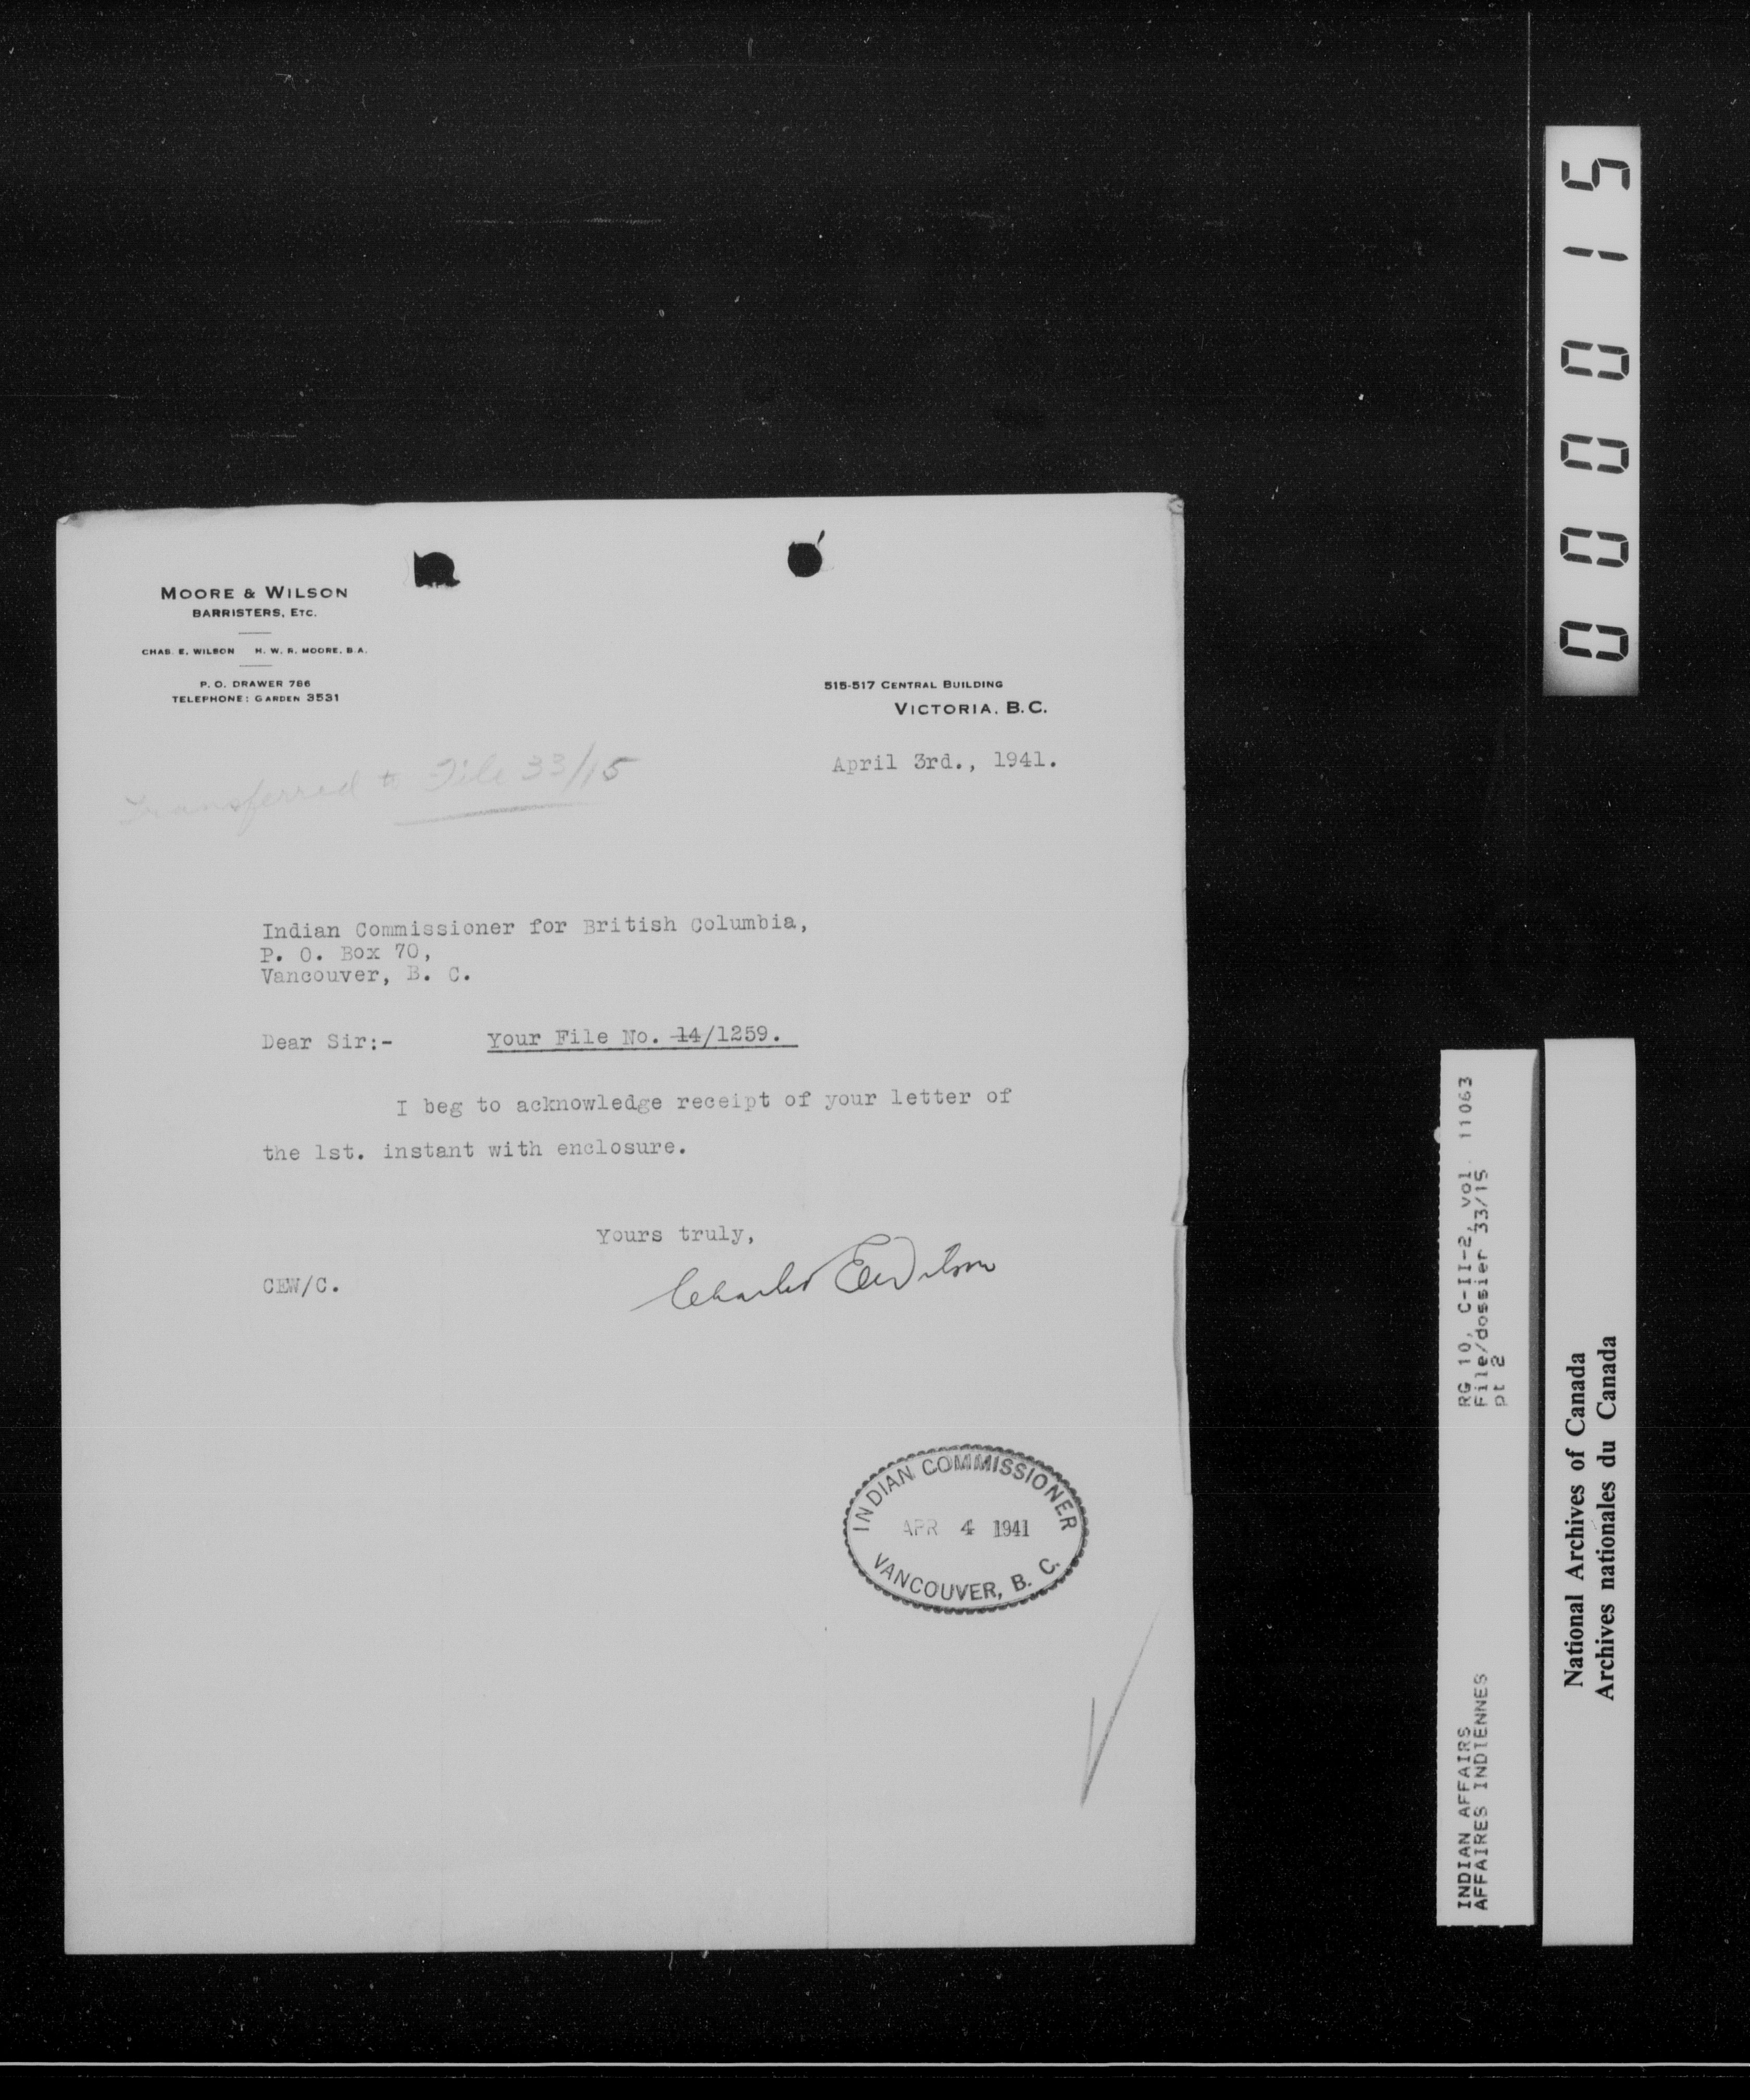 MOORE & WILSON
BARRISTERS, ETC.
CHAS. E. WILSON H. W. R. MOORE, B.A.
P. O. DRAWER 786
TELEPHONE: GARDEN 3531
515-517 CENTRAL BUILDING
VICTORIA, B.C.
April 3rd., 1941.
Transferred to File 33/15
Indian Commissioner for British Columbia,
P. O. Box 70,
Vancouver, B. C.
Dear Sir:- Your File No. 14/1259.
I beg to acknowledge receipt of your letter of
the 1st. instant with enclosure.
Yours truly,
CEW/C.
Charles E Wilson
INDIAN COMMISSIONER
APR 4 1941
VANCOUVER, B. C.
000015
INDIAN AFFAIRS RG 10, C-II-2, vol. 11063
AFFAIRES INDIENNES File/dossier 33/15
pt 2
National Archives of Canada
Archives nationales du Canada